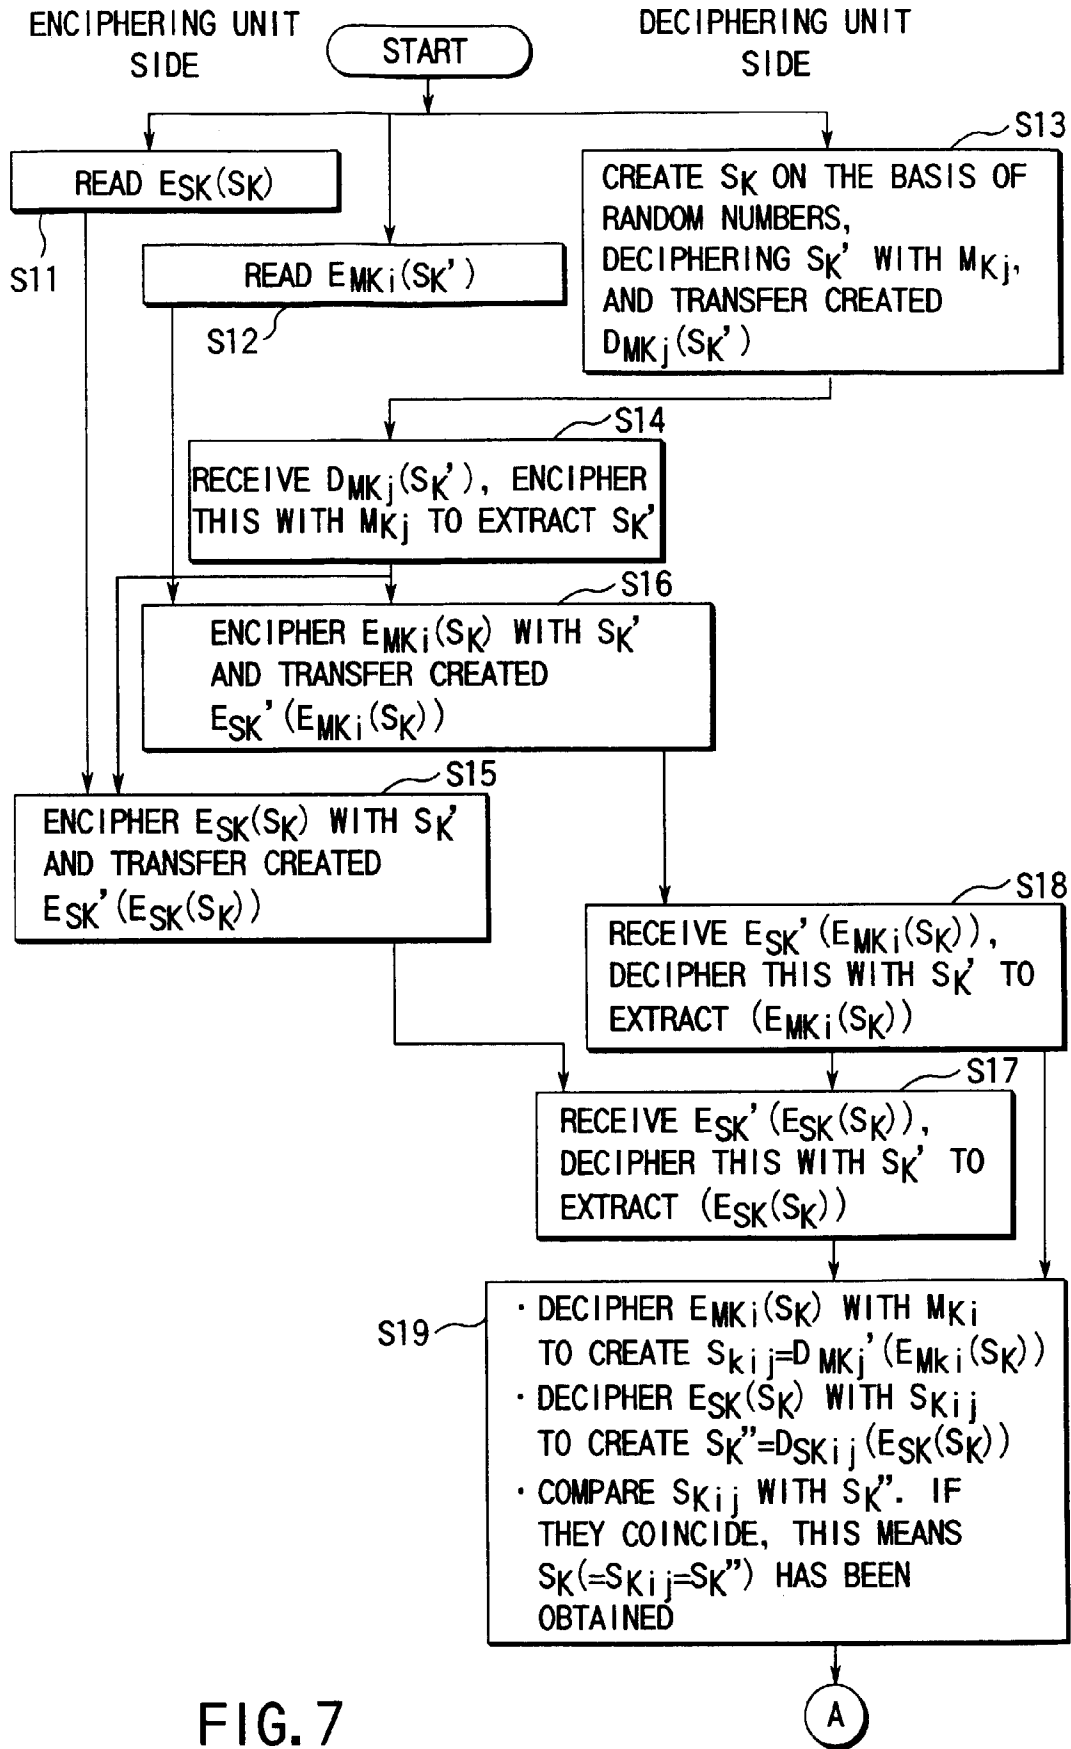 ENCIPHERING UNIT
SIDE
START
DECIPHERING UNIT
SIDE
S13
READ ESK(SK)
S11
CREATE SK ON THE BASIS OF
RANDOM NUMBERS,
DECIPHERING SK' WITH MKj,
AND TRANSFER CREATED
DMKj(SK')
READ EMKi(SK')
S12
S14
RECEIVE DMKj(SK'), ENCIPHER
THIS WITH MKj TO EXTRACT SK'
S16
ENCIPHER EMKi(SK) WITH SK'
AND TRANSFER CREATED
ESK'(EMKi(SK))
S15
ENCIPHER ESK(SK) WITH SK'
AND TRANSFER CREATED
ESK'(ESK(SK))
S18
RECEIVE ESK'(EMKi(SK)),
DECIPHER THIS WITH SK' TO
EXTRACT (EMKi(SK))
S17
RECEIVE ESK'(ESK(SK)),
DECIPHER THIS WITH SK' TO
EXTRACT (ESK(SK))
S19
· DECIPHER EMKi(SK) WITH MKi
TO CREATE Skij=DMKj'(EMki(SK))
· DECIPHER ESK(SK) WITH SKij
TO CREATE SK"=DSKij(ESK(SK))
· COMPARE SKij WITH SK". IF
THEY COINCIDE, THIS MEANS
SK(=SKij=SK") HAS BEEN
OBTAINED
A
FIG. 7